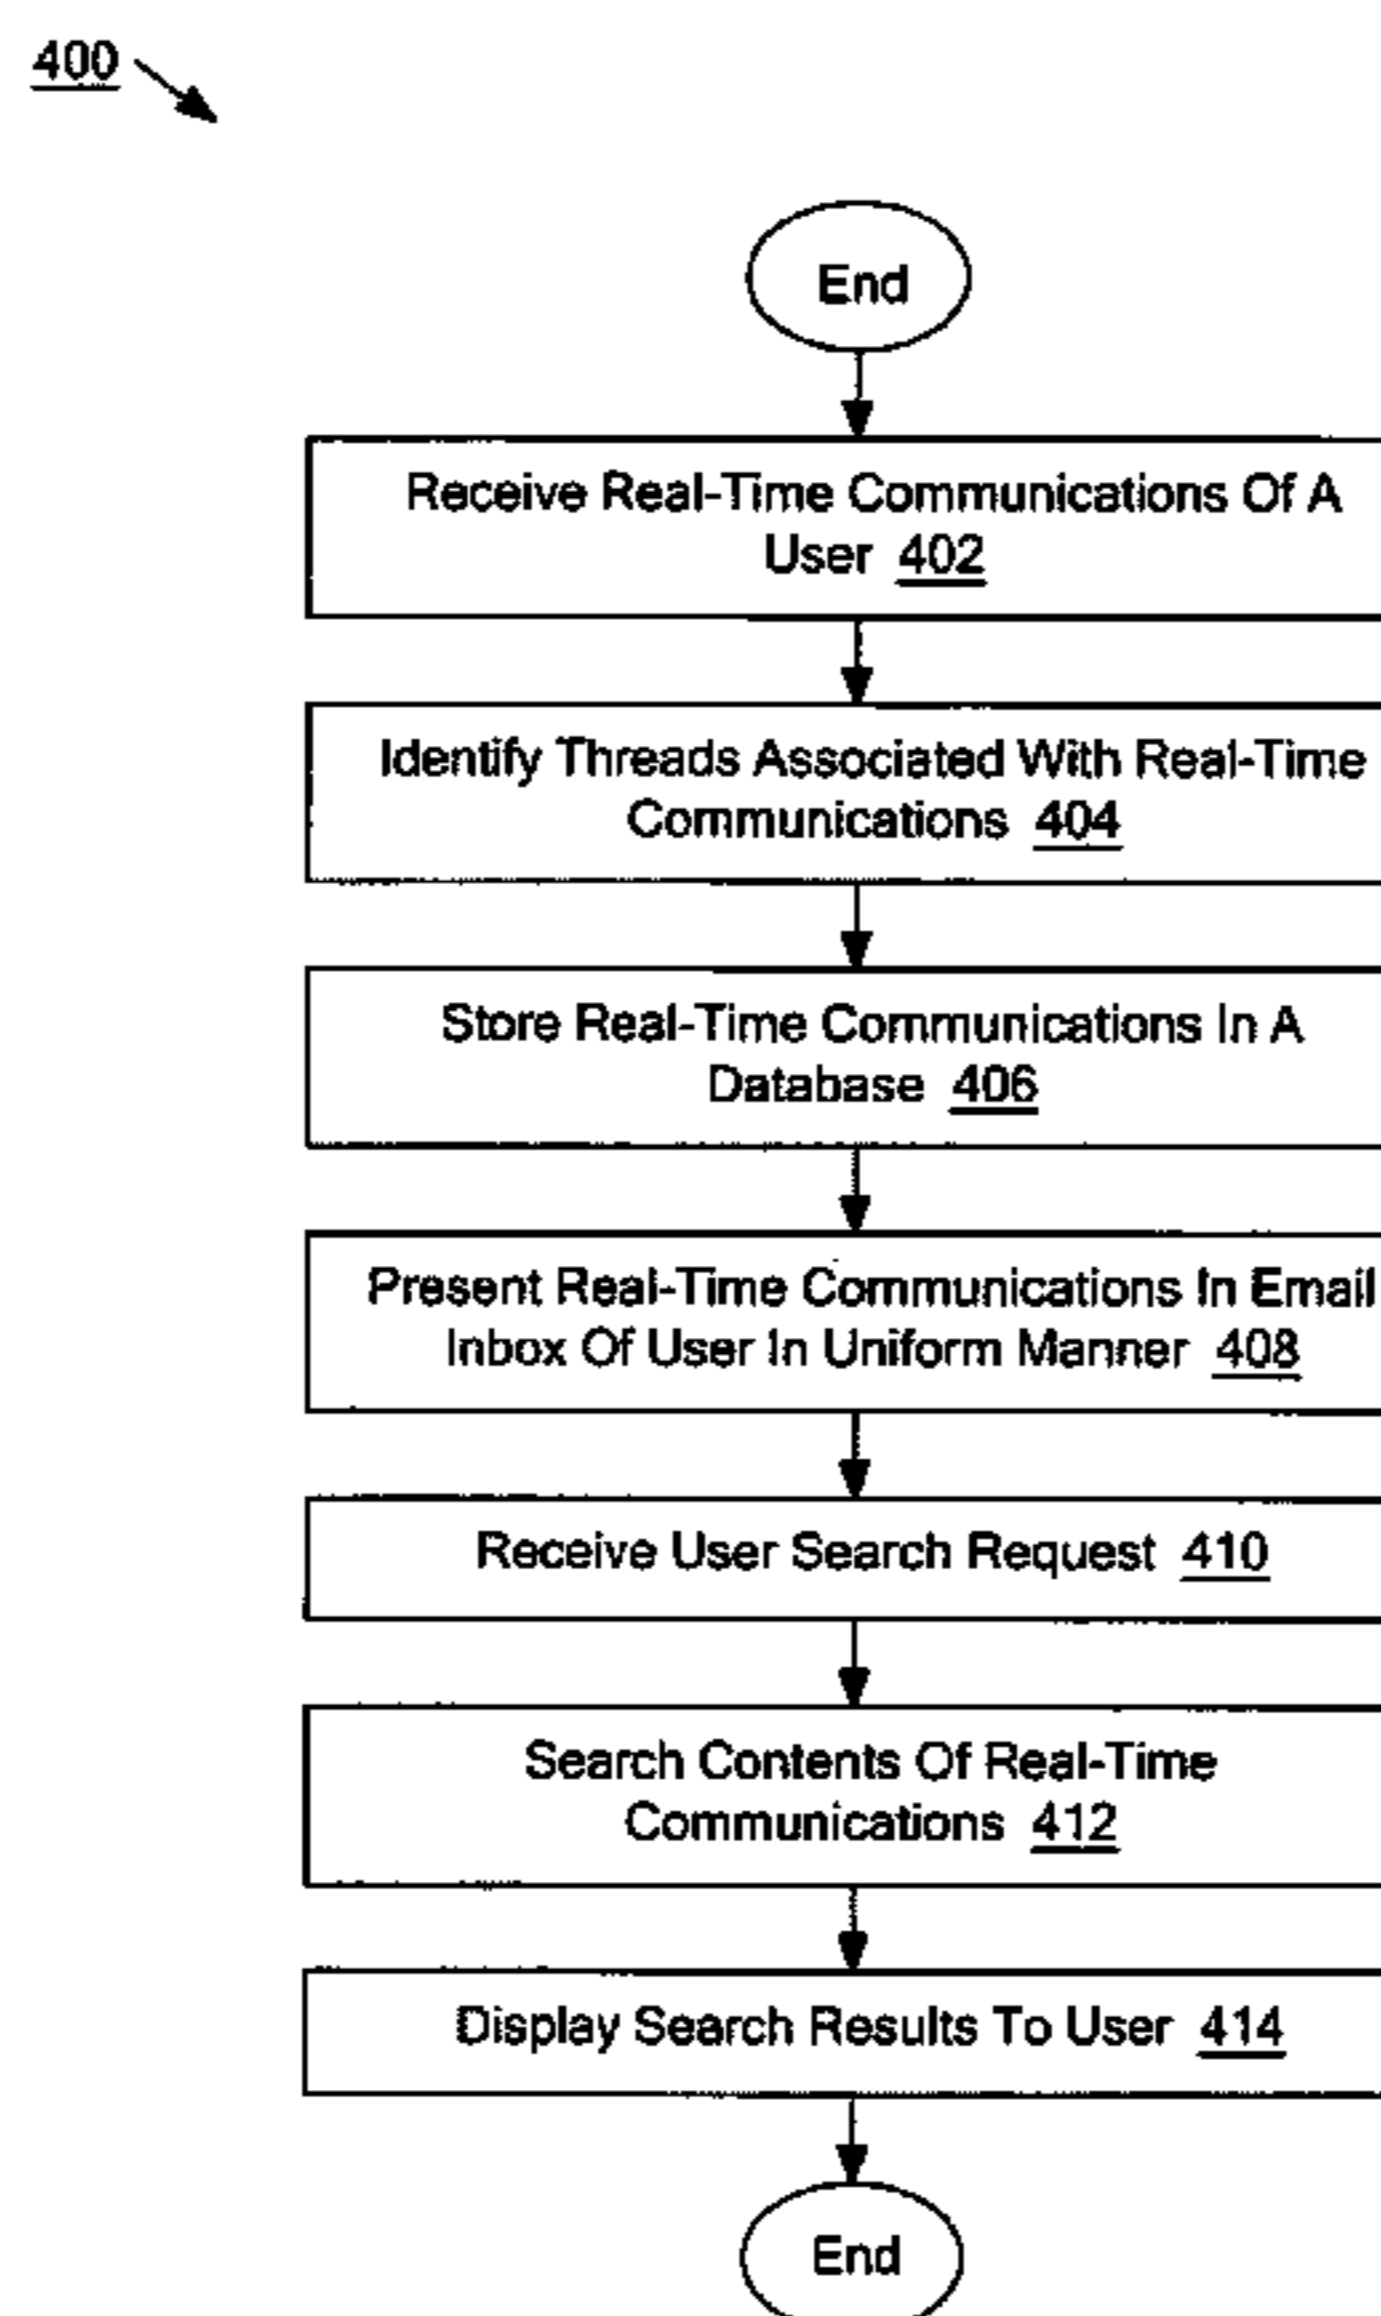 400
End
Receive Real-Time Communications Of A
User 402
Identify Threads Associated With Real-Time
Communications 404
Store Real-Time Communications In A
Database 406
Present Real-Time Communications In Email
Inbox Of User In Uniform Manner 408
Receive User Search Request 410
Search Contents Of Real-Time
Communications 412
Display Search Results To User 414
End